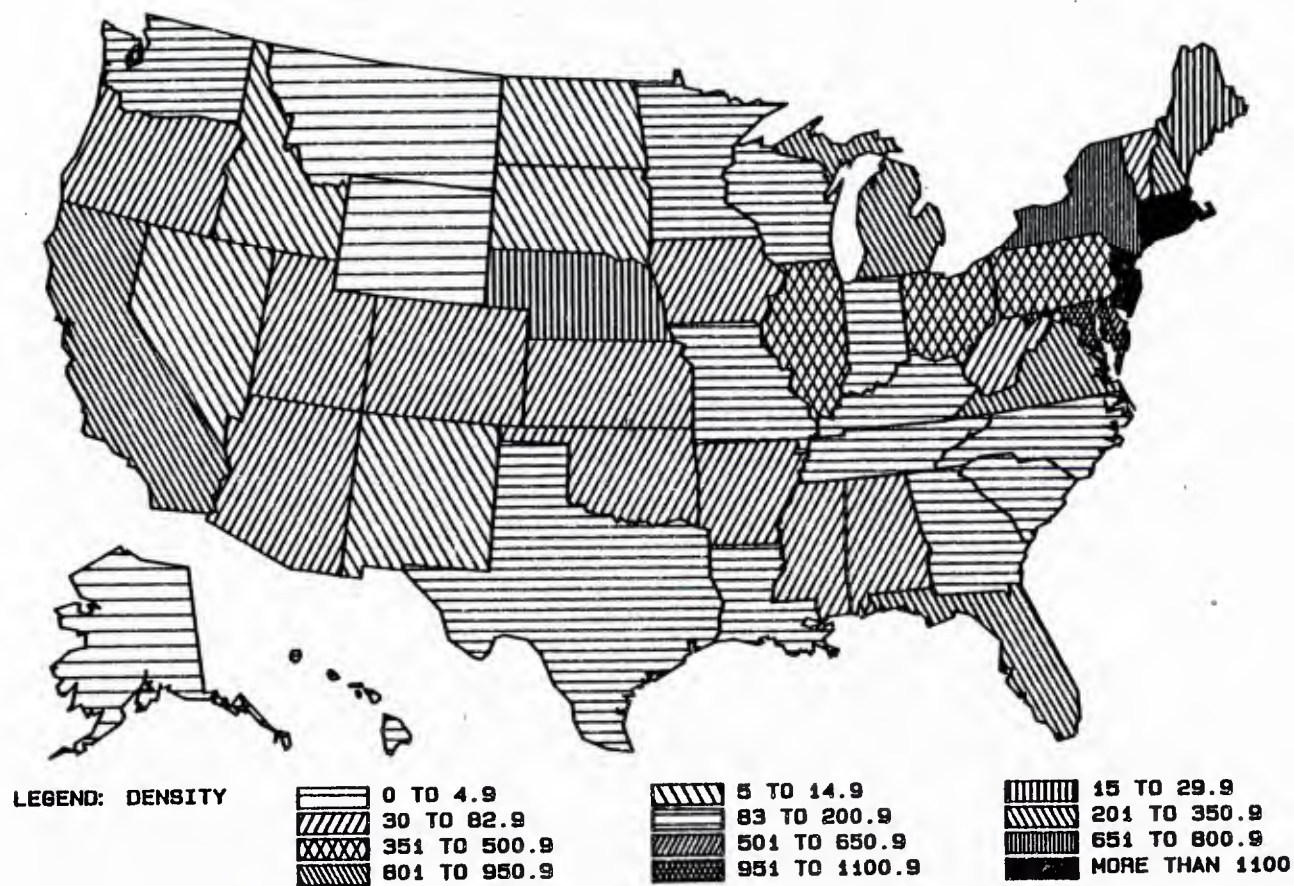 LEGEND: DENSITY
0 TO 4.9
5 TO 14.9
15 TO 29.9
30 TO 82.9
83 TO 200.9
201 TO 350.9
351 TO 500.9
501 TO 650.9
651 TO 800.9
801 TO 950.9
951 TO 1100.9
MORE THAN 1100